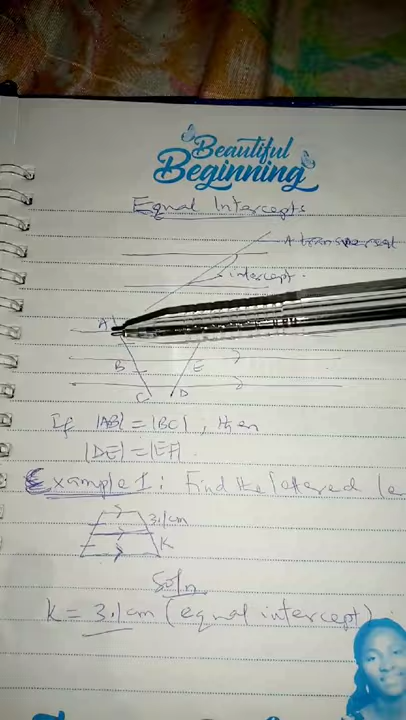 Beautiful
Beginning
Equal Intercepts
A transversal
intercept
A
B
E
C
D
If |AB| = |BC|, then
|DE| = |EF|.
Example 1: Find the lettered le
3.1cm
K
Soln
K = 3.1cm (equal intercept)